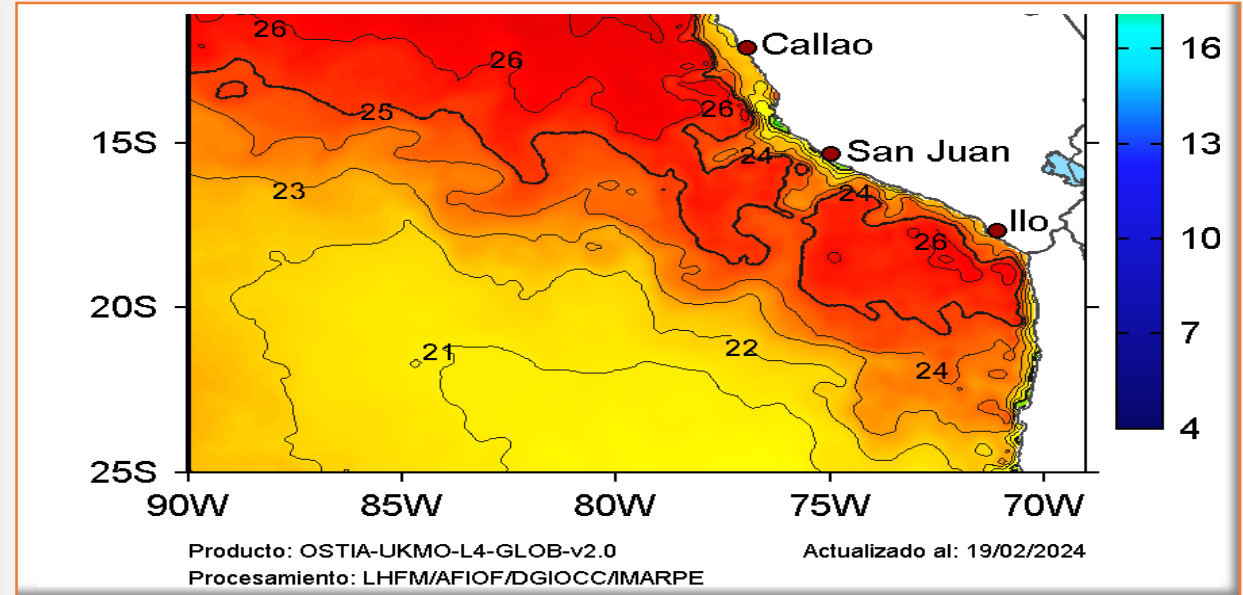 26
26
Callao
16
25
26
15S
24
San Juan
13
23
24
Ilo
26
10
20S
7
21
22
24
4
25S
90W 85W 80W 75W 70W
Producto: OSTIA-UKMO-L4-GLOB-v2.0 Actualizado al: 19/02/2024
Procesamiento: LHFM/AFIOF/DGIOCC/IMARPE